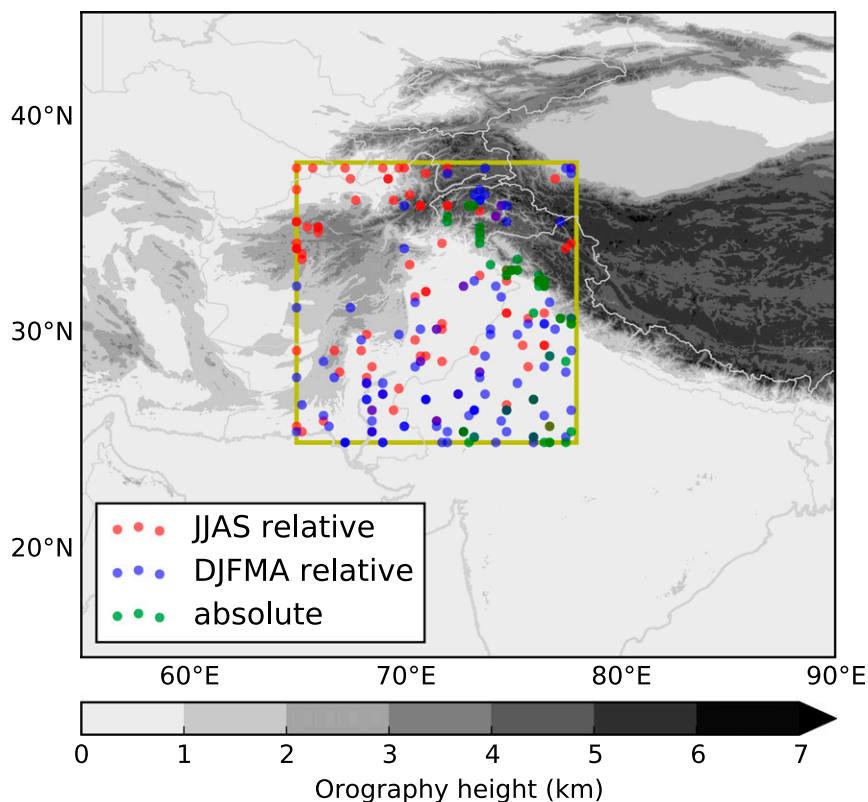 40°N
30°N
20°N
JJAS relative
DJFMA relative
absolute
60°E 70°E 80°E 90°E
0 1 2 3 4 5 6 7
Orography height (km)